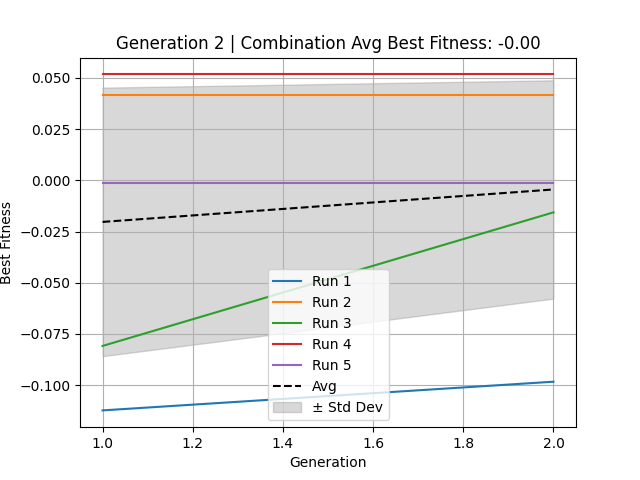 Generation 2 | Combination Avg Best Fitness: -0.00
Best Fitness
0.050
0.025
0.000
−0.025
−0.050
−0.075
−0.100
Run 1
Run 2
Run 3
Run 4
Run 5
Avg
± Std Dev
1.0 1.2 1.4 1.6 1.8 2.0
Generation